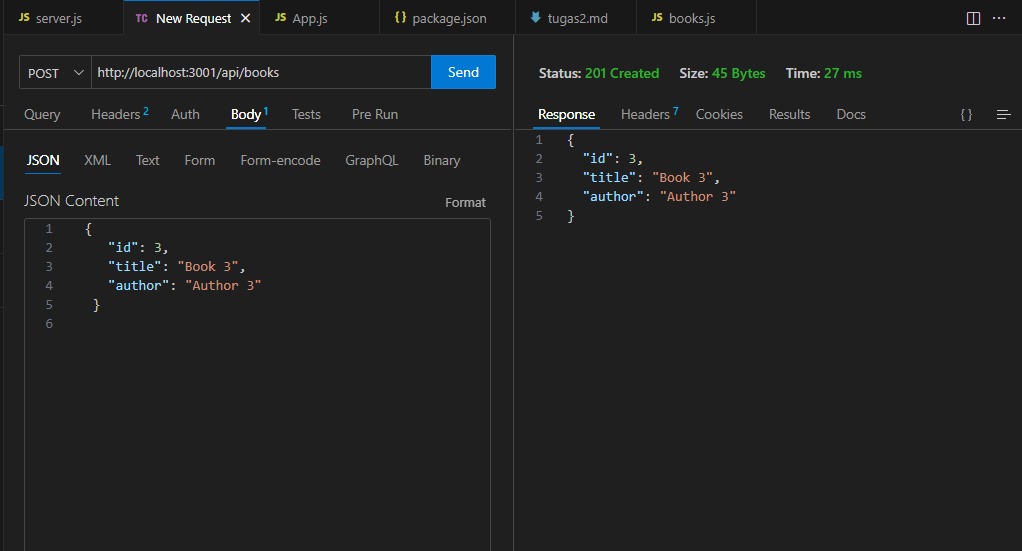 JS server.js TC New Request × JS App.js {} package.json tugas2.md JS books.js ...
POST http://localhost:3001/api/books Send
Status: 201 Created Size: 45 Bytes Time: 27 ms
Query Headers 2 Auth Body 1 Tests Pre Run
Response Headers 7 Cookies Results Docs {}
JSON XML Text Form Form-encode GraphQL Binary
JSON Content Format
1 {
2 "id": 3,
3 "title": "Book 3",
4 "author": "Author 3"
5 }
6
1 {
2 "id": 3,
3 "title": "Book 3",
4 "author": "Author 3"
5 }